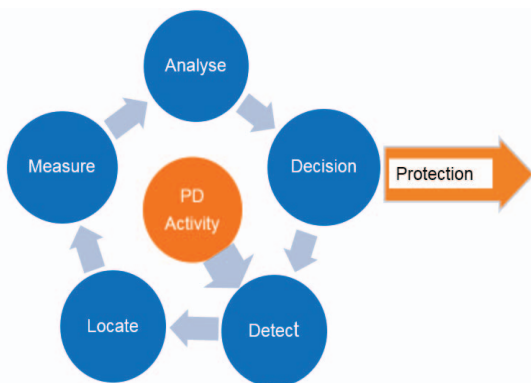 Analyse
Measure
Decision
Protection
PD
Activity
Locate
Detect